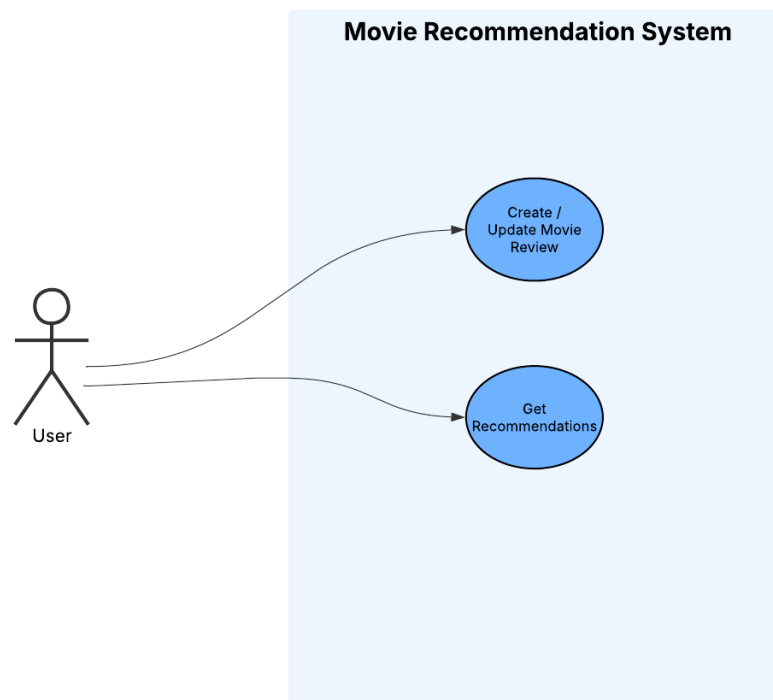 Movie Recommendation System
Create /
Update Movie
Review
Get
Recommendations
User